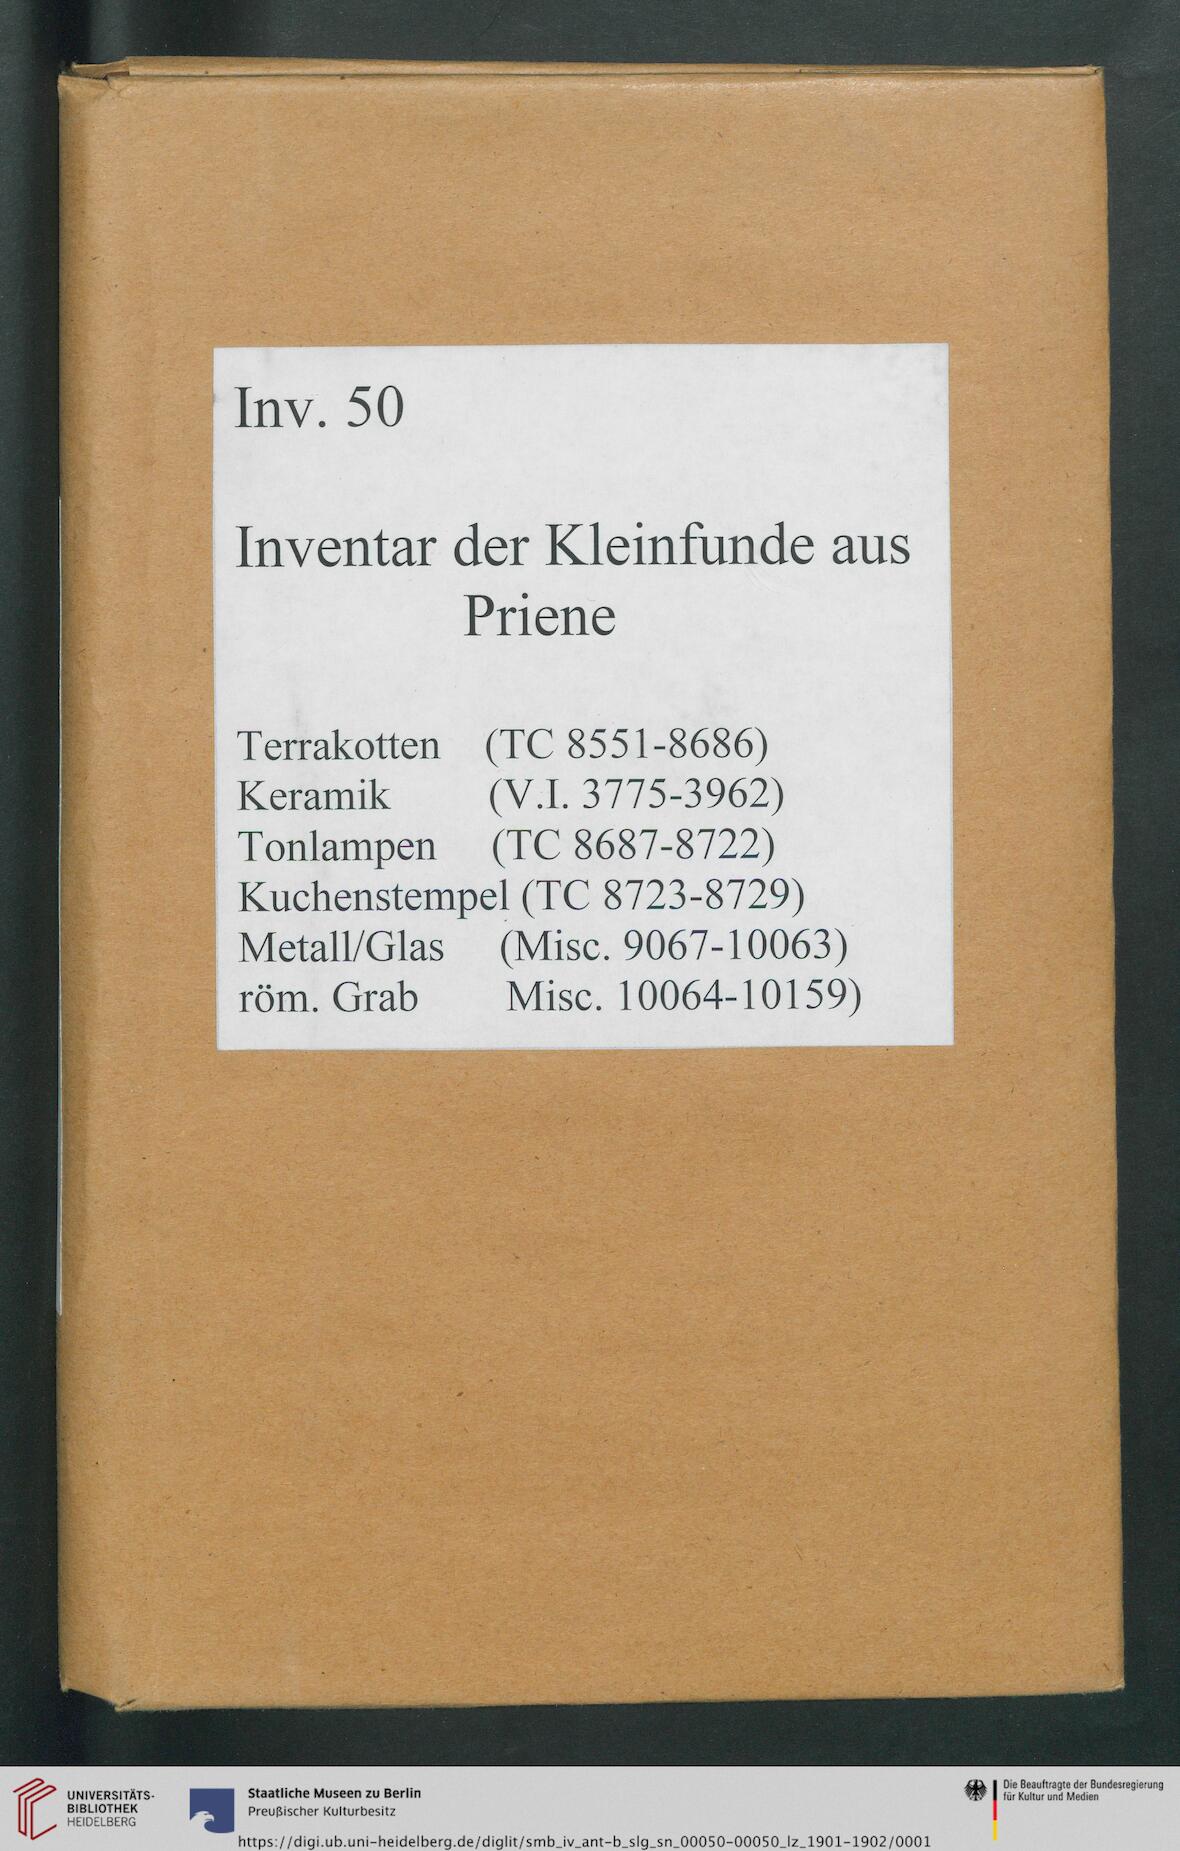 Inv. 50
Inventar der Kleinfunde aus
Priene
Terrakotten (TC 8551-8686)
Keramik (V.I. 3775-3962)
Tonlampen (TC 8687-8722)
Kuchenstempel (TC 8723-8729)
Metall/Glas (Misc. 9067-10063)
röm. Grab Misc. 10064-10159)
UNIVERSITÄTS-
BIBLIOTHEK
HEIDELBERG
Staatliche Museen zu Berlin
Preußischer Kulturbesitz
Die Beauftragte der Bundesregierung
für Kultur und Medien
https://digi.ub.uni-heidelberg.de/diglit/smb_iv_ant-b_slg_sn_00050-00050_lz_1901-1902/0001